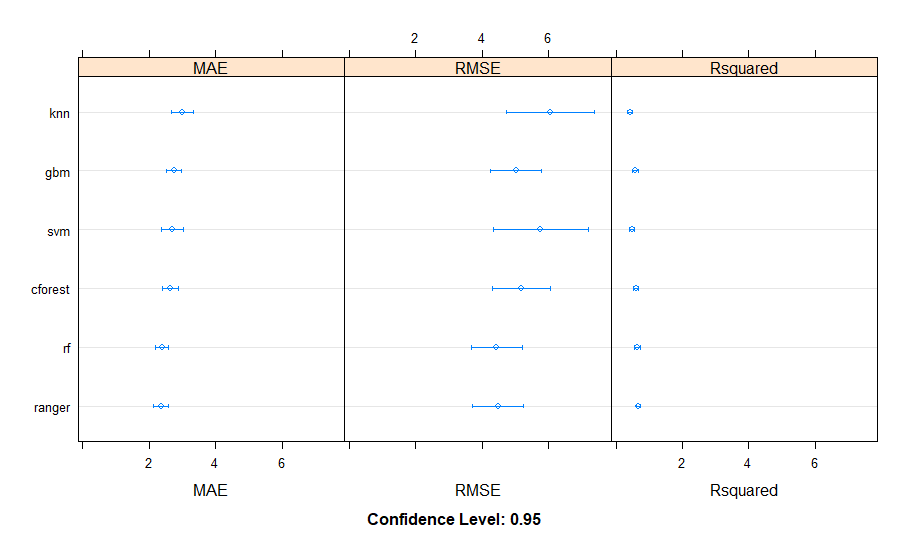 2 4 6
MAE RMSE Rsquared
knn
gbm
svm
cforest
rf
ranger
2 4 6 2 4 6
MAE RMSE Rsquared
Confidence Level: 0.95